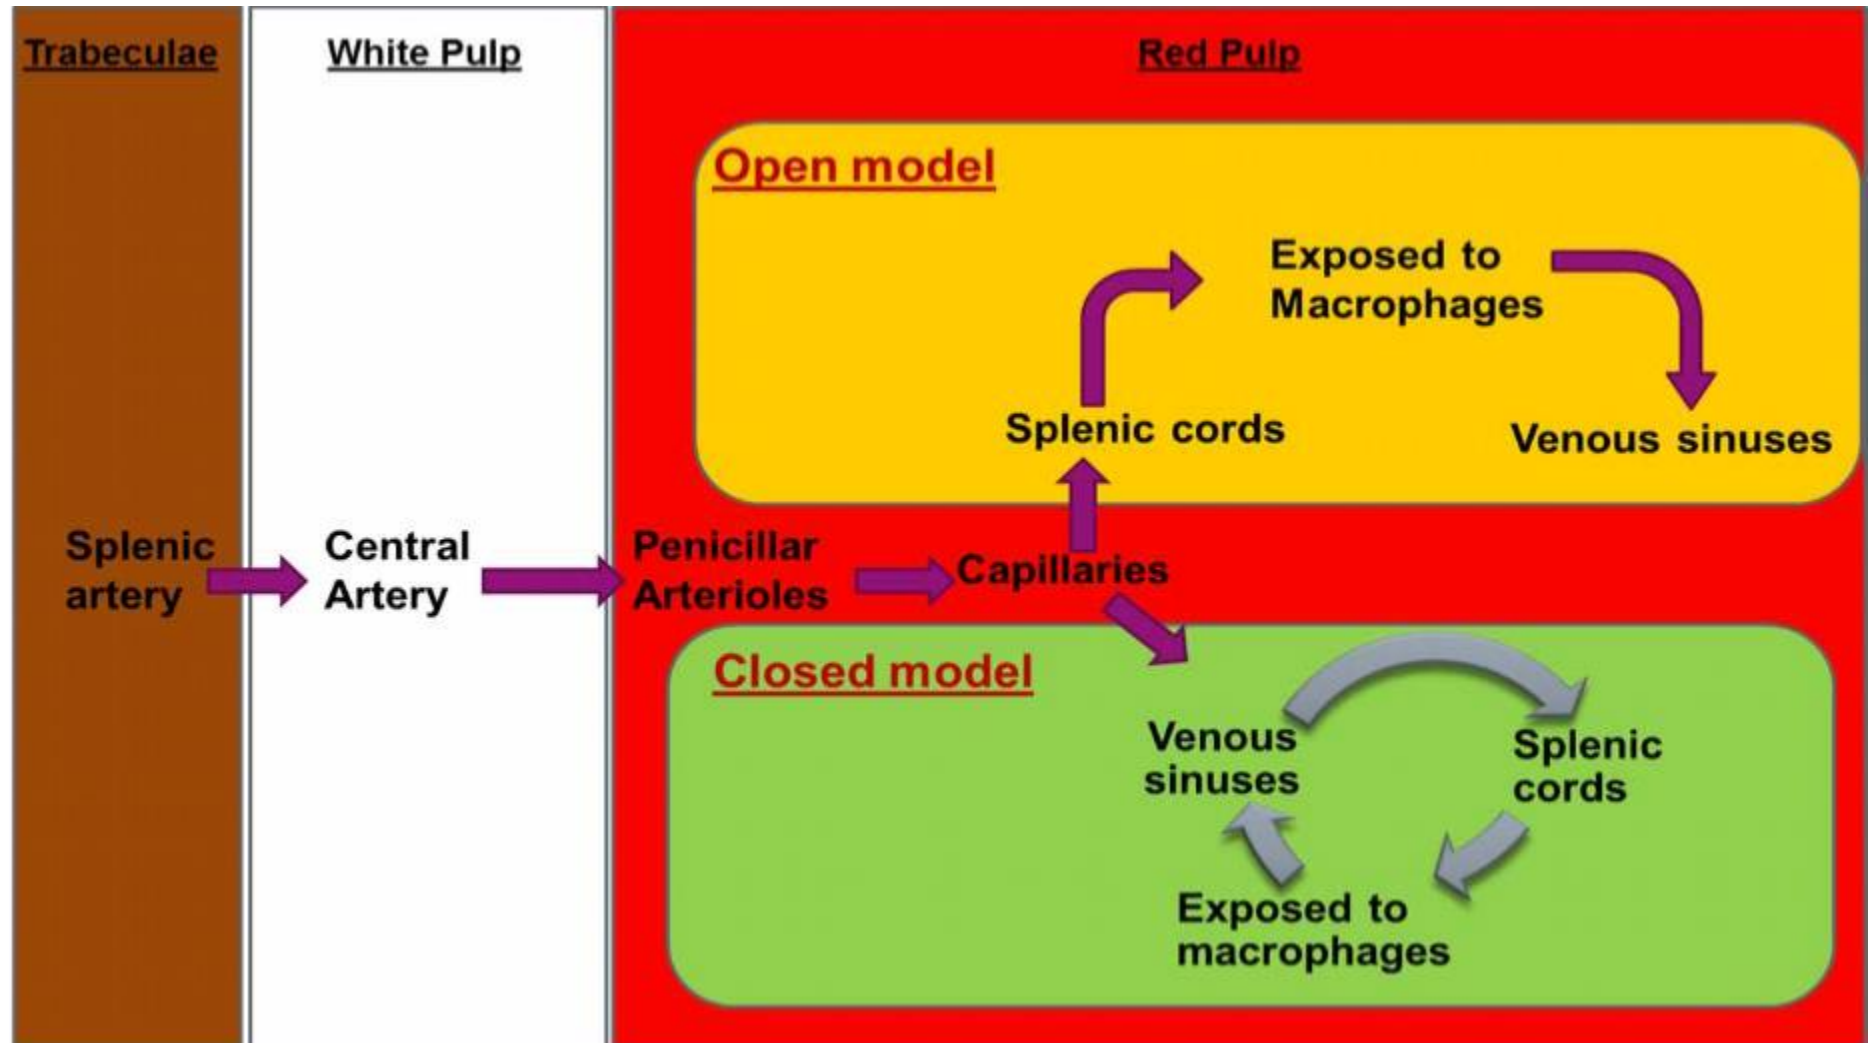 Trabeculae
White Pulp
Red Pulp
Open model
Exposed to
Macrophages
Splenic cords
Venous sinuses
Splenic
artery
Central
Artery
Penicillar
Arterioles
Capillaries
Closed model
Venous
sinuses
Splenic
cords
Exposed to
macrophages